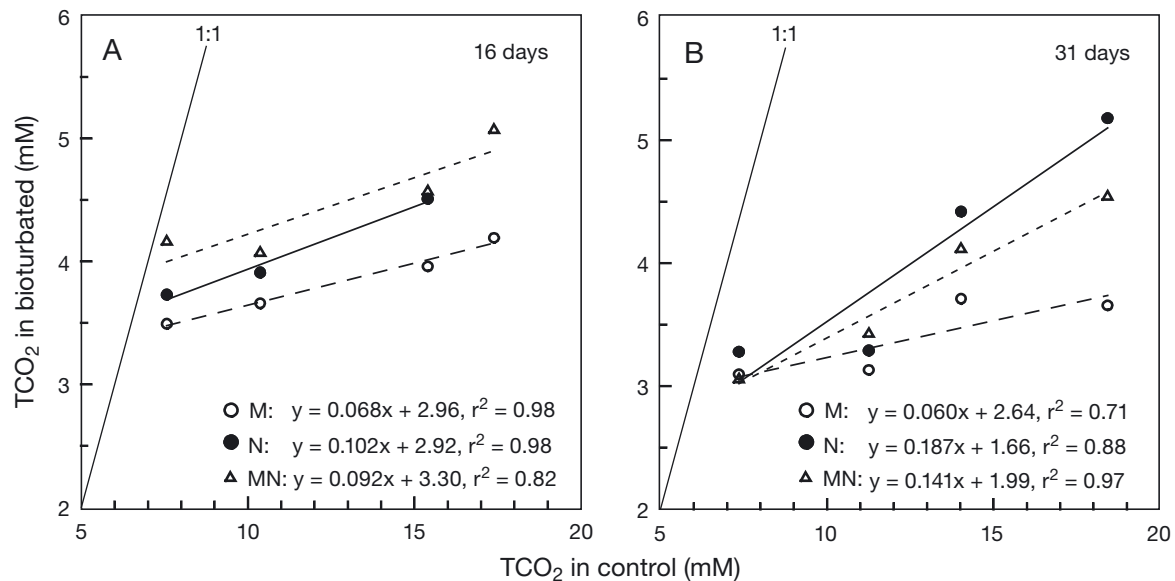 TCO₂ in bioturbated (mM)
6
5
4
3
2
1:1
A
16 days
M: y = 0.068x + 2.96, r² = 0.98
N: y = 0.102x + 2.92, r² = 0.98
MN: y = 0.092x + 3.30, r² = 0.82
5
10
15
20
6
5
4
3
2
1:1
B
31 days
M: y = 0.060x + 2.64, r² = 0.71
N: y = 0.187x + 1.66, r² = 0.88
MN: y = 0.141x + 1.99, r² = 0.97
5
10
15
20
TCO₂ in control (mM)